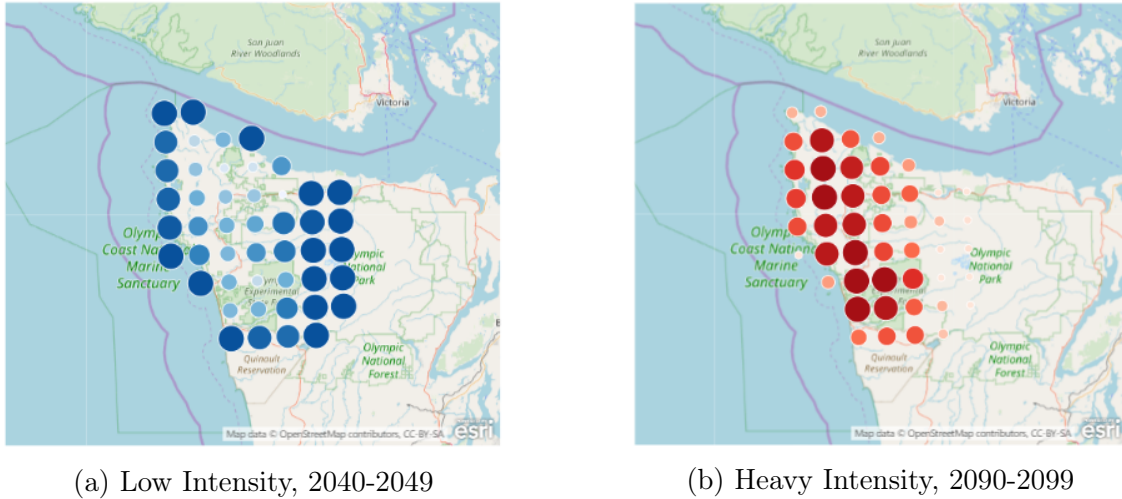 San Juan
River Woodlands
Victoria
Olymp
Coast National
Marine
Sanctuary
Olympic
National
Park
Experimental
Olympic
National
Forest
Quinault
Reservation
Map data © OpenStreetMap contributors, CC-BY-SA
esri
(a) Low Intensity, 2040-2049
San Juan
River Woodlands
Victoria
Olymp
Coast National
Marine
Sanctuary
Olympic
National
Park
Olympic
National
Forest
Quinault
Reservation
Map data © OpenStreetMap contributors, CC-BY-SA
esri
(b) Heavy Intensity, 2090-2099